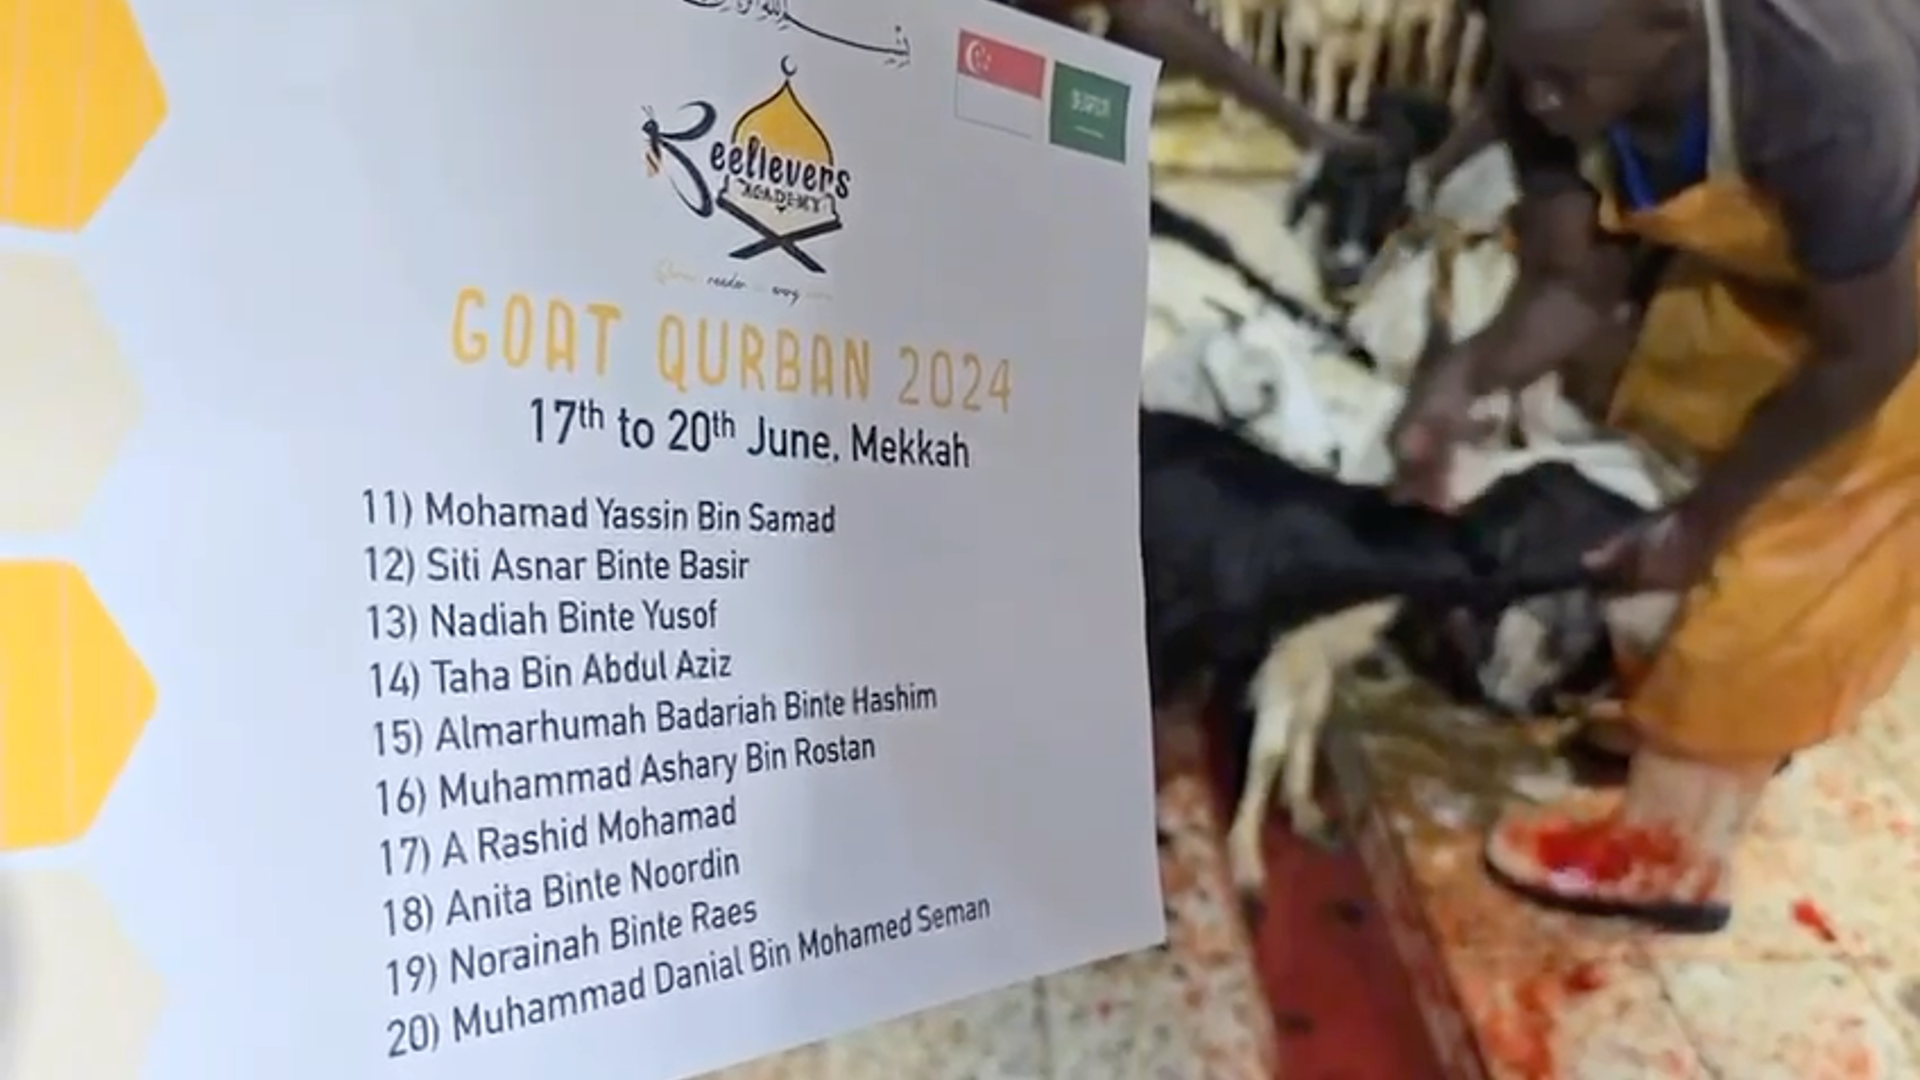 Beelievers
ACADEMY
GOAT QURBAN 2024
17th to 20th June, Mekkah
11) Mohamad Yassin Bin Samad
12) Siti Asnar Binte Basir
13) Nadiah Binte Yusof
14) Taha Bin Abdul Aziz
15) Almarhumah Badariah Binte Hashim
16) Muhammad Ashary Bin Rostan
17) A Rashid Mohamad
18) Anita Binte Noordin
19) Norainah Binte Raes
20) Muhammad Danial Bin Mohamed Seman